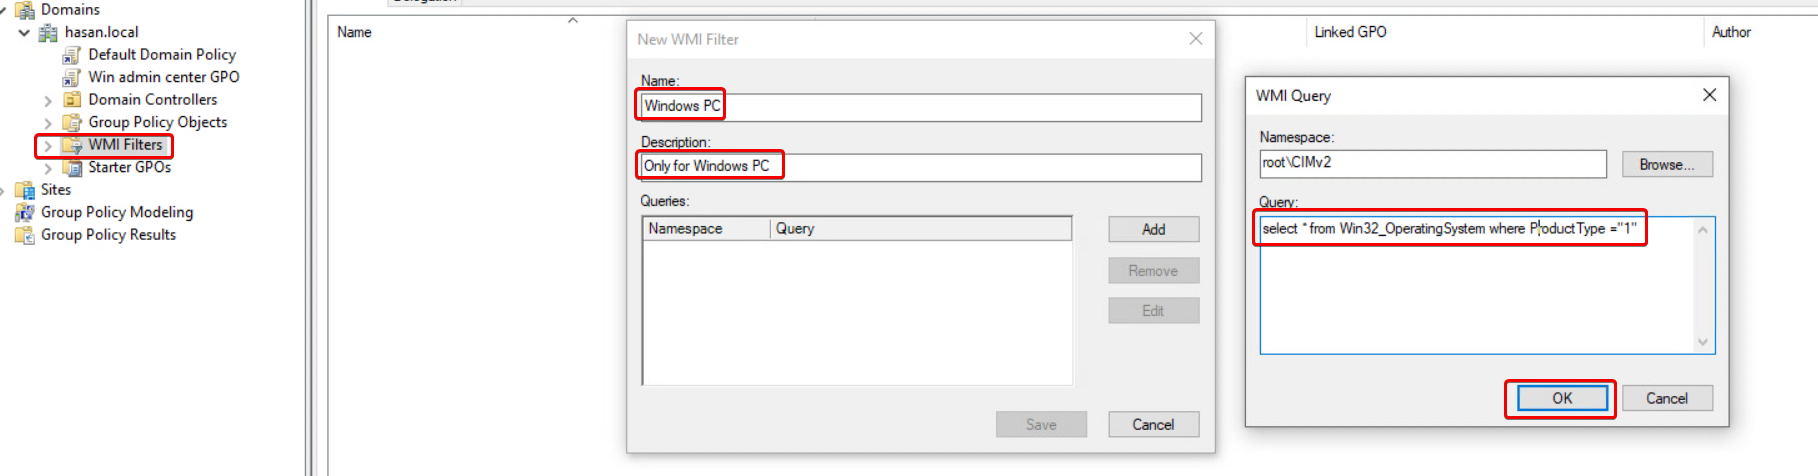 Delegation
Domains
hasan.local
Default Domain Policy
Win admin center GPO
Domain Controllers
Group Policy Objects
WMI Filters
Starter GPOs
Sites
Group Policy Modeling
Group Policy Results
Name
Linked GPO
Author
New WMI Filter
Name:
Windows PC
Description:
Only for Windows PC
Queries:
Namespace
Query
Add
Remove
Edit
Save
Cancel
WMI Query
Namespace:
root\CIMv2
Browse...
Query:
select * from Win32_OperatingSystem where ProductType ="1"
OK
Cancel